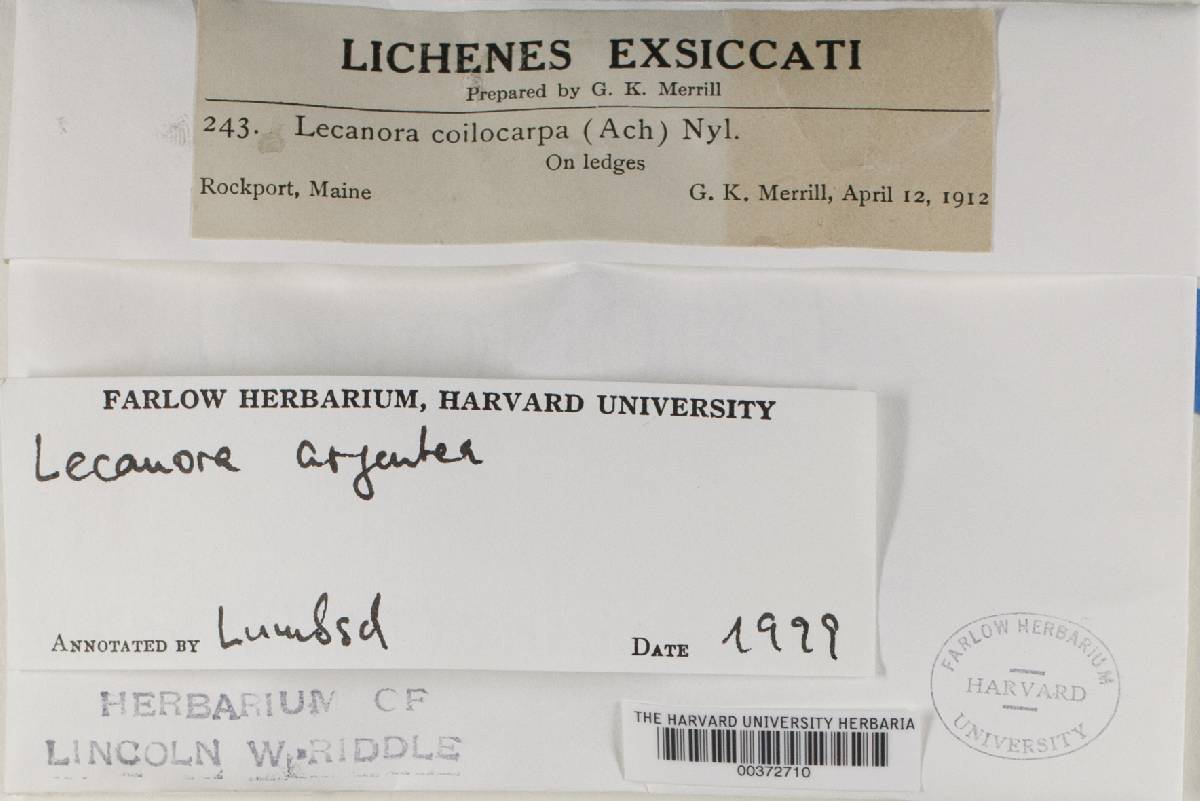 LICHENES EXSICCATI
Prepared by G. K. Merrill
243. Lecanora coilocarpa (Ach) Nyl.
On ledges
Rockport, Maine G. K. Merrill, April 12, 1912
FARLOW HERBARIUM, HARVARD UNIVERSITY
Lecanora argentea
ANNOTATED BY Lumbsch DATE 1999
HERBARIUM OF
LINCOLN W. RIDDLE
THE HARVARD UNIVERSITY HERBARIA
00372710
FARLOW HERBARIUM
HARVARD
UNIVERSITY